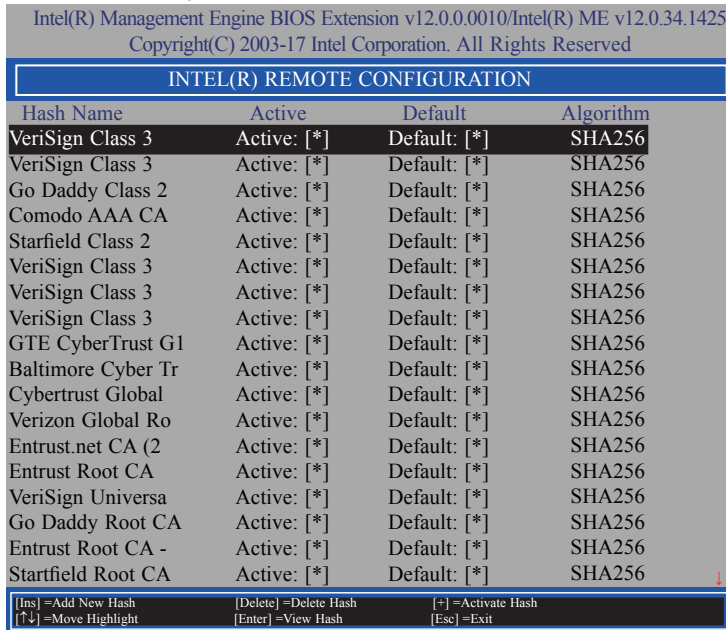 Intel(R) Management Engine BIOS Extension v12.0.0.0010/Intel(R) ME v12.0.34.1425
Copyright(C) 2003-17 Intel Corporation. All Rights Reserved
INTEL(R) REMOTE CONFIGURATION
Hash Name Active Default Algorithm
VeriSign Class 3 Active: [*] Default: [*] SHA256
VeriSign Class 3 Active: [*] Default: [*] SHA256
Go Daddy Class 2 Active: [*] Default: [*] SHA256
Comodo AAA CA Active: [*] Default: [*] SHA256
Starfield Class 2 Active: [*] Default: [*] SHA256
VeriSign Class 3 Active: [*] Default: [*] SHA256
VeriSign Class 3 Active: [*] Default: [*] SHA256
VeriSign Class 3 Active: [*] Default: [*] SHA256
GTE CyberTrust G1 Active: [*] Default: [*] SHA256
Baltimore Cyber Tr Active: [*] Default: [*] SHA256
Cybertrust Global Active: [*] Default: [*] SHA256
Verizon Global Ro Active: [*] Default: [*] SHA256
Entrust.net CA (2 Active: [*] Default: [*] SHA256
Entrust Root CA Active: [*] Default: [*] SHA256
VeriSign Universa Active: [*] Default: [*] SHA256
Go Daddy Root CA Active: [*] Default: [*] SHA256
Entrust Root CA - Active: [*] Default: [*] SHA256
Startfield Root CA Active: [*] Default: [*] SHA256 ↓
[Ins] =Add New Hash [Delete] =Delete Hash [+] =Activate Hash
[↑↓] =Move Highlight [Enter] =View Hash [Esc] =Exit